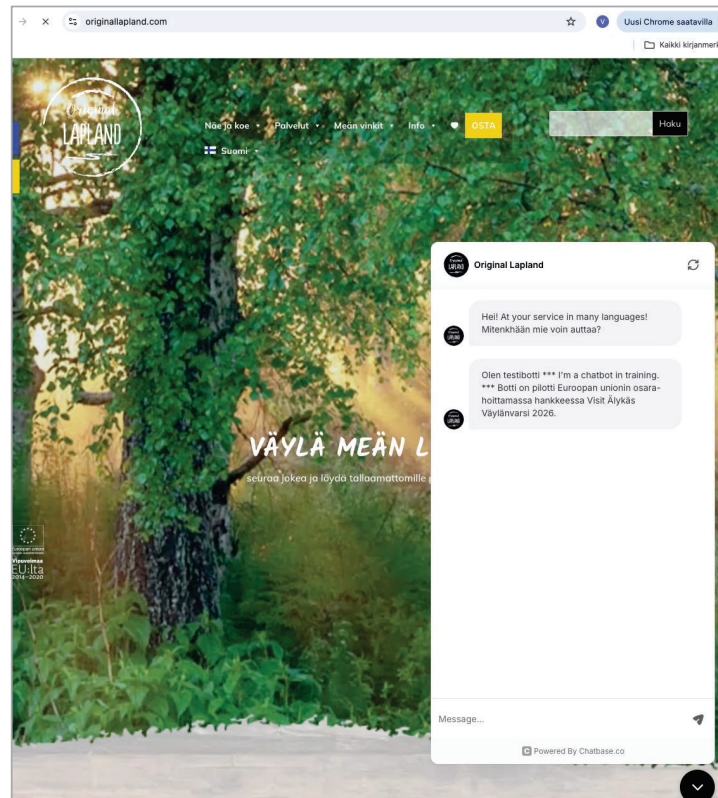 originallapland.com
V
Uusi Chrome saatavilla
Kaikki kirjanmerk
Original
LAPLAND
Näe ja koe
Palvelut
Meän vinkit
Info
OSTA
Haku
Suomi
Original Lapland
Hei! At your service in many languages!
Mitenkhään mie voin auttaa?
Olen testibotti *** I'm a chatbot in training.
*** Botti on pilotti Euroopan unionin osara-
hoittamassa hankkeessa Visit Älykäs
Väylänvarsi 2026.
VÄYLÄ MEÄN L
seuraa jokea ja löydä tallaamattomille p
Euroopan unioni
Vipuvoimaa
EU:lta
2014–2020
Message...
Powered By Chatbase.co